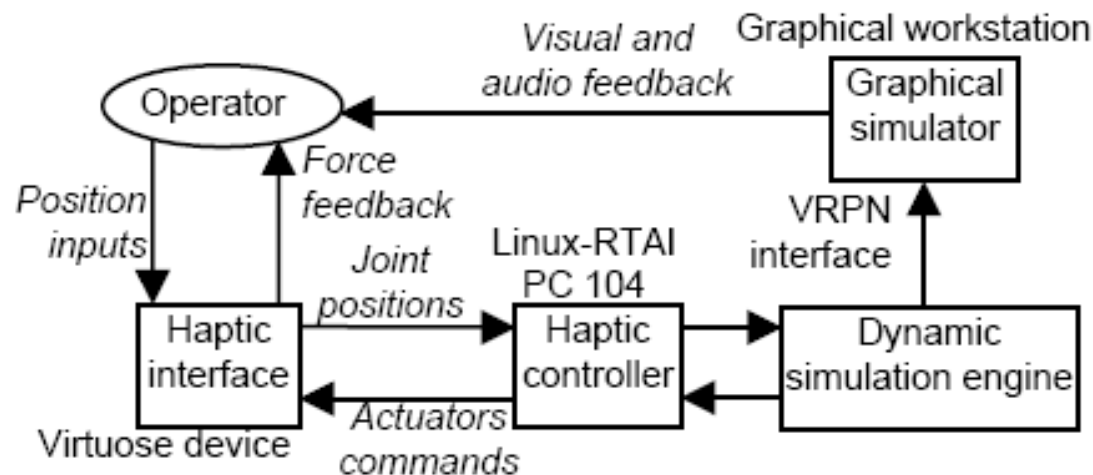 Graphical workstation
Visual and
audio feedback
Operator
Graphical
simulator
Force
feedback
Position
inputs
VRPN
interface
Joint
positions
Linux-RTAI
PC 104
Haptic
interface
Haptic
controller
Dynamic
simulation engine
Virtuose device
Actuators
commands